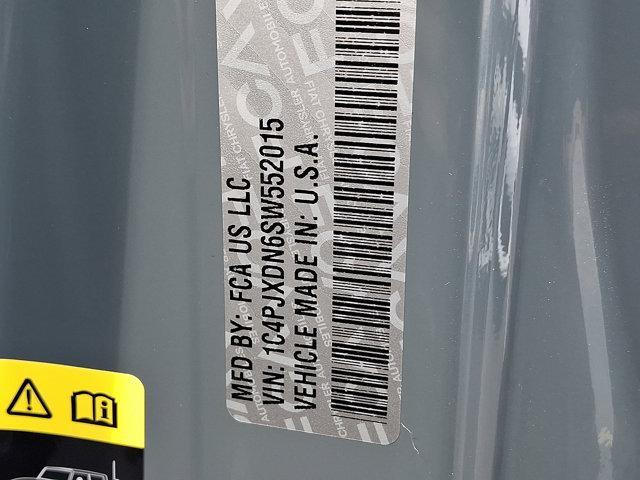 MFD BY: FCA US LLC
VIN: 1C4PJXDN6SW552015
VEHICLE MADE IN: U.S.A.